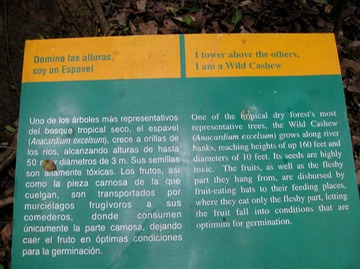 Domino las alturas,
soy un Espavel
Uno de los árboles más representativos
del bosque tropical seco, el espavel
(Anacardium excelsum), crece a orillas de
los ríos, alcanzando alturas de hasta
50 m y diámetros de 3 m. Sus semillas
son altamente tóxicas. Los frutos, así
como la pieza carnosa de la que
cuelgan, son transportados por
murciélagos frugívoros a sus
comederos, donde consumen
únicamente la parte carnosa, dejando
caer el fruto en óptimas condiciones
para la germinación.
I tower above the others,
I am a Wild Cashew
One of the tropical dry forest's most
representative trees, the Wild Cashew
(Anacardium excelsum) grows along river
banks, reaching heights of up 160 feet and
diameters of 10 feet. Its seeds are highly
toxic. The fruits, as well as the fleshy
part they hang from, are disbursed by
fruit-eating bats to their feeding places,
where they eat only the fleshy part, letting
the fruit fall into conditions that are
optimum for germination.